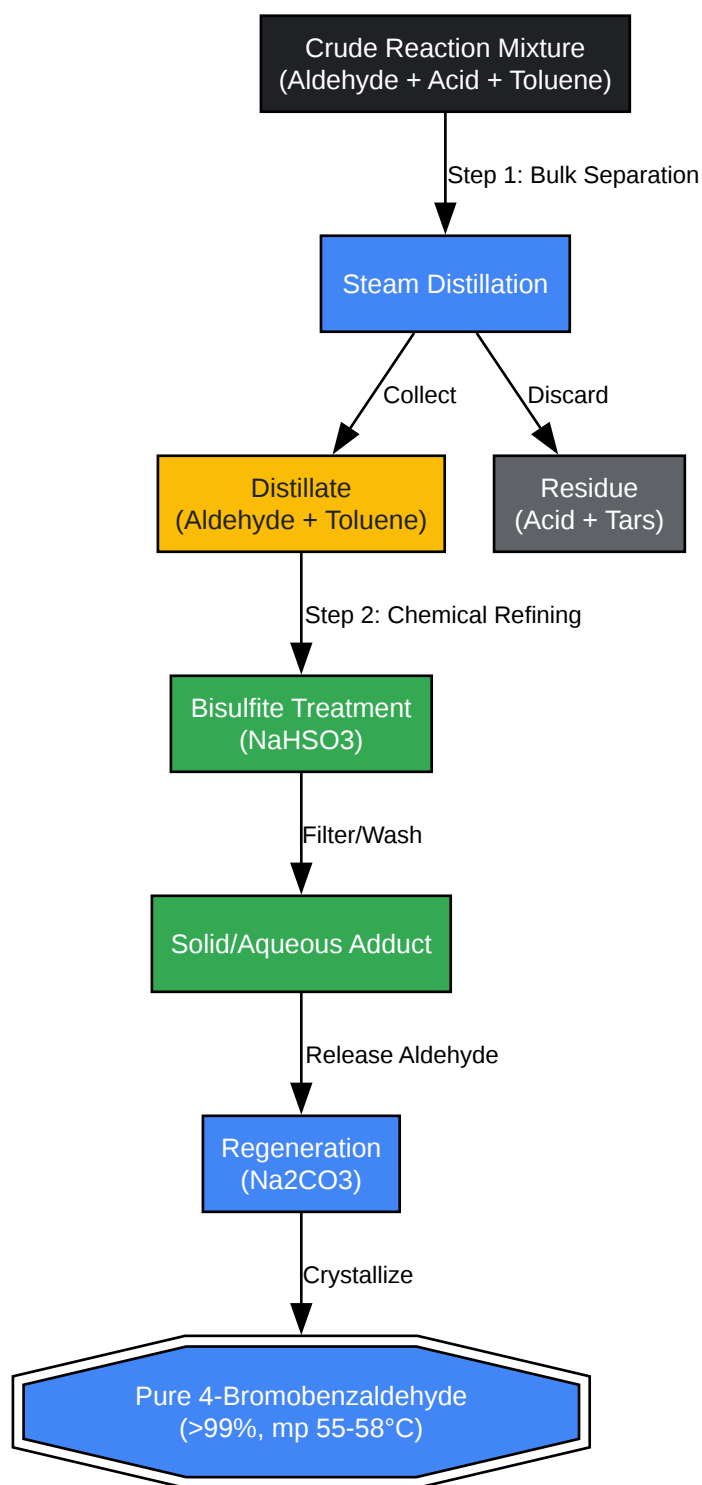 Crude Reaction Mixture
(Aldehyde + Acid + Toluene)
Step 1: Bulk Separation
Steam Distillation
Collect
Discard
Distillate
(Aldehyde + Toluene)
Residue
(Acid + Tars)
Step 2: Chemical Refining
Bisulfite Treatment
(NaHSO3)
Filter/Wash
Solid/Aqueous Adduct
Release Aldehyde
Regeneration
(Na2CO3)
Crystallize
Pure 4-Bromobenzaldehyde
(>99%, mp 55-58°C)